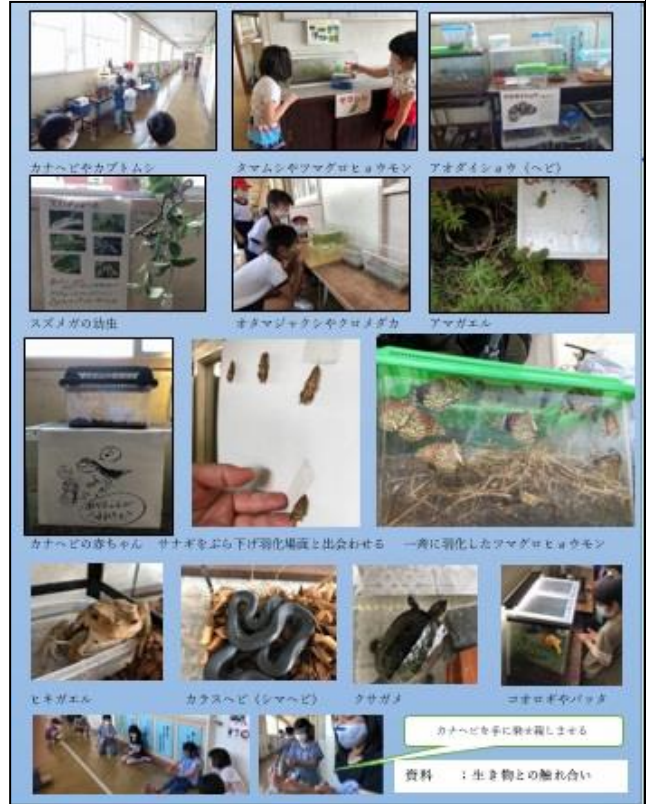 カナヘビやカブトムシ
タマムシやツマグロヒョウモン
アオダイショウ(ヘビ)
スズメガの幼虫
オタマジャクシやクロメダカ
アマガエル
カナヘビの赤ちゃん
サナギをぶら下げ羽化場面と出会わせる
一斉に羽化したツマグロヒョウモン
ヒキガエル
カラスヘビ(シマヘビ)
クサガメ
コオロギやバッタ
カナヘビを手に乗せ親しませる
資料 :生き物との触れ合い